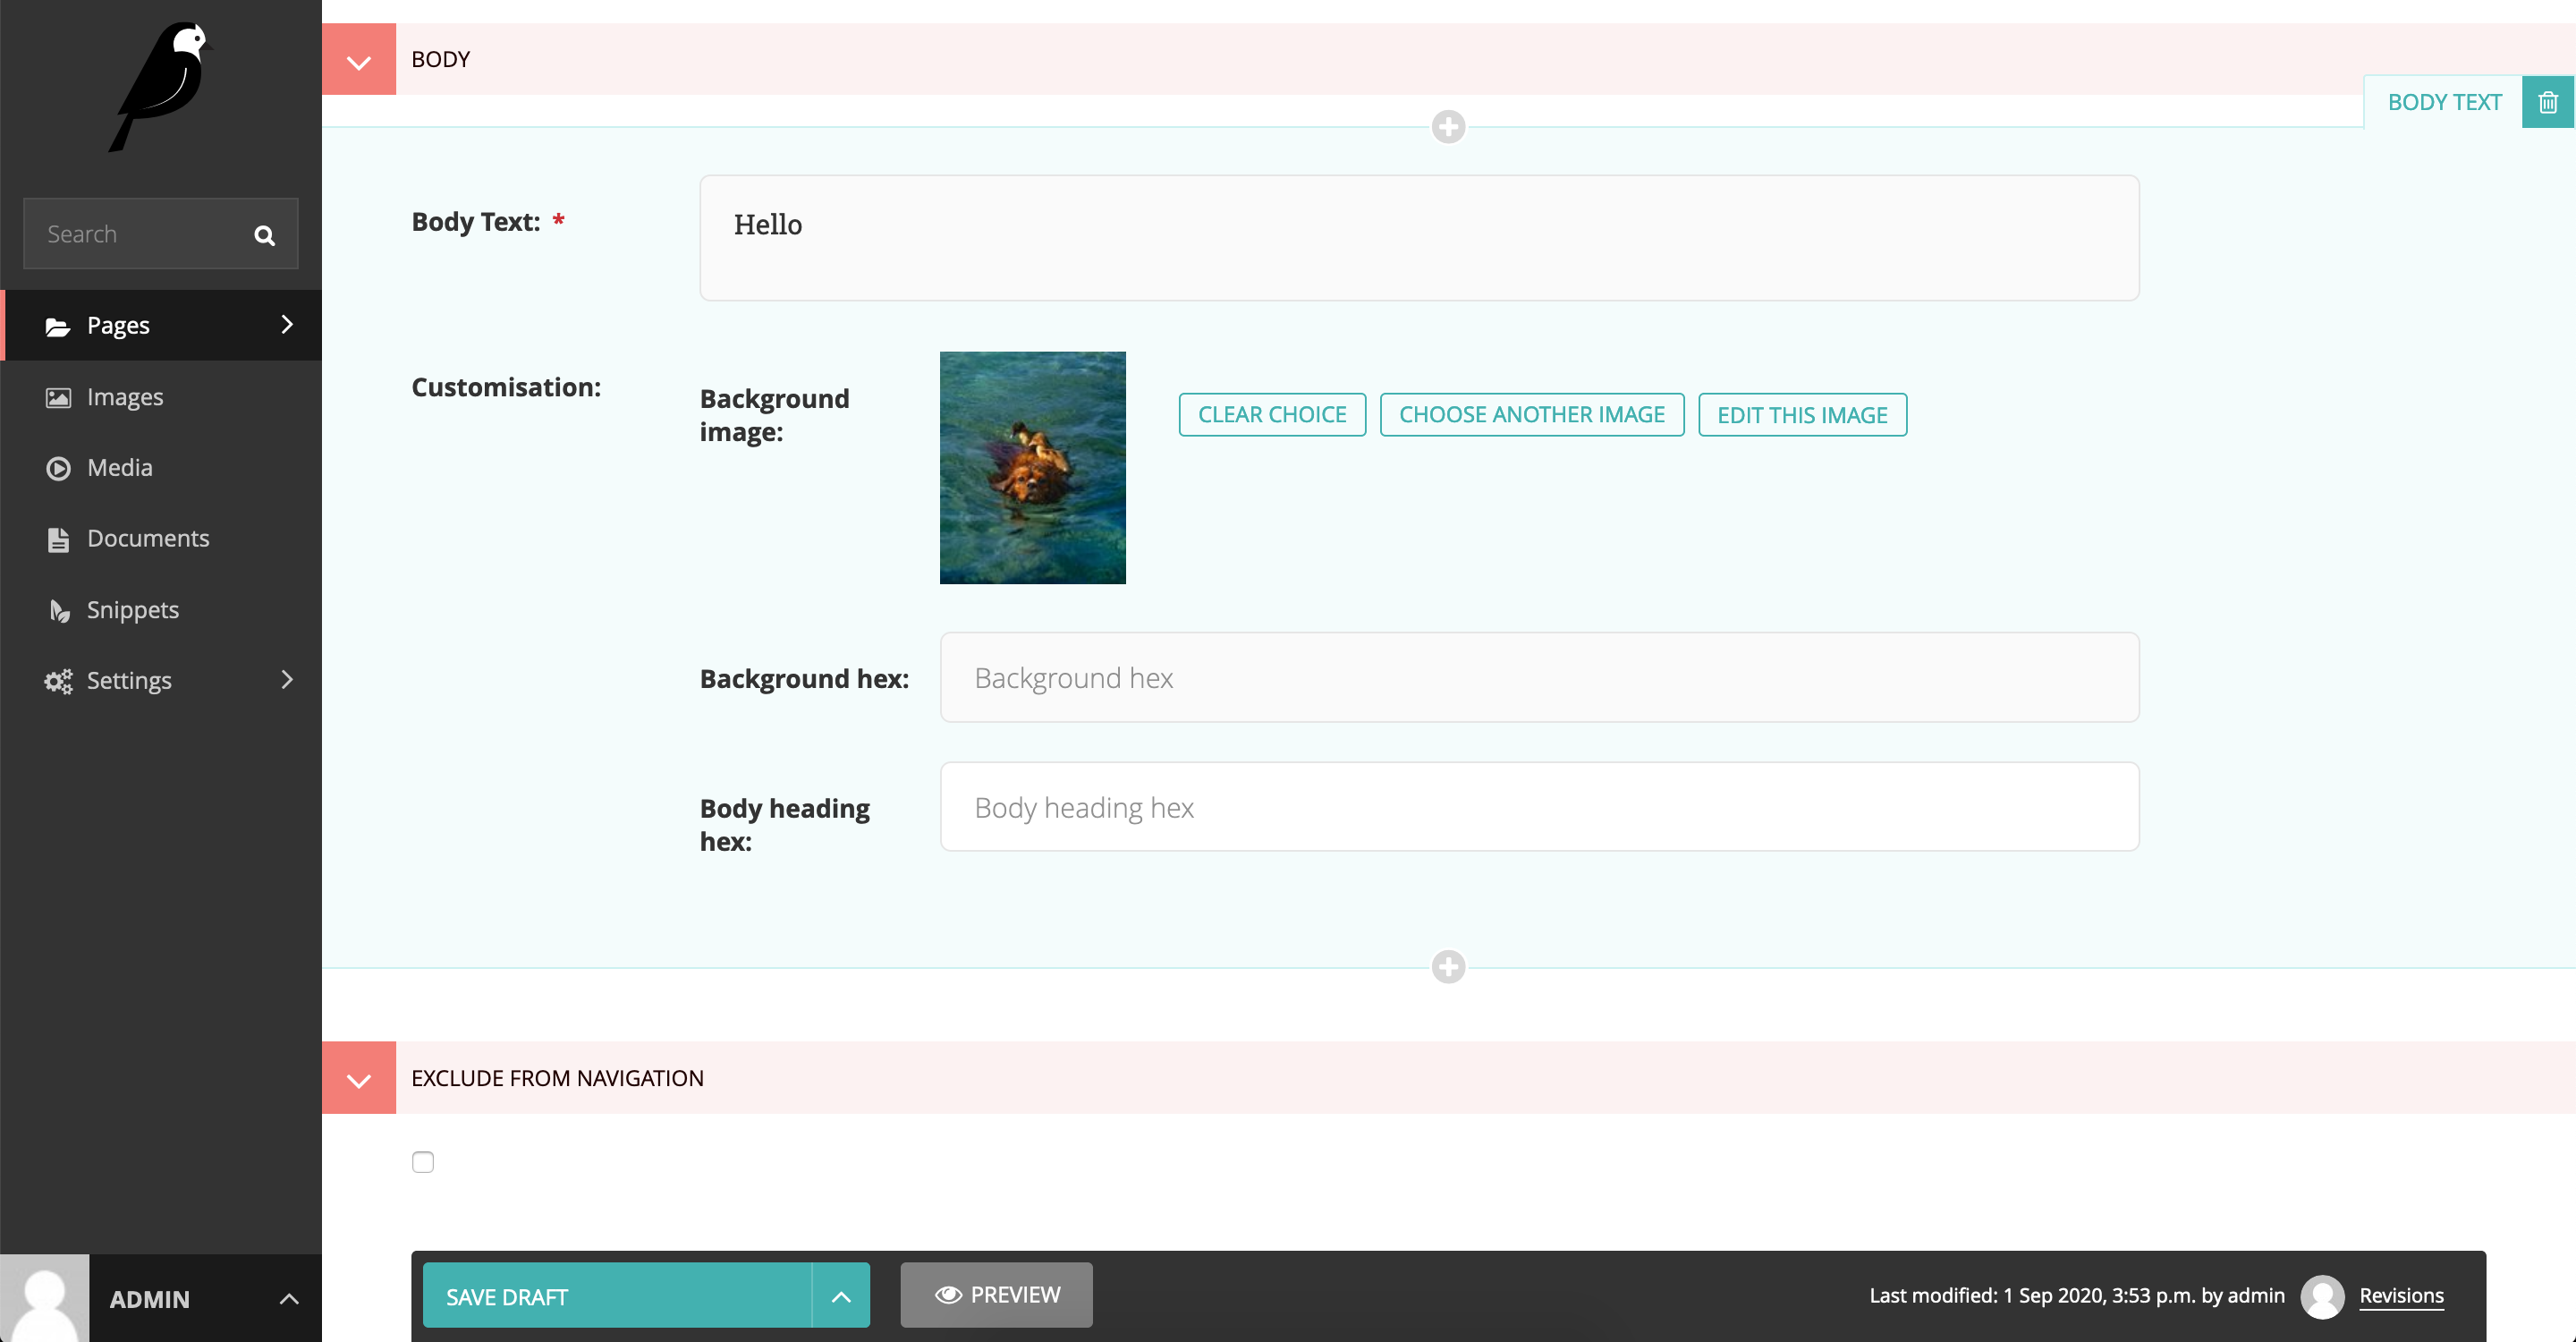 Search
Pages
Images
Media
Documents
Snippets
Settings
ADMIN
BODY
BODY TEXT
Body Text: *
Hello
Customisation:
Background
image:
CLEAR CHOICE
CHOOSE ANOTHER IMAGE
EDIT THIS IMAGE
Background hex:
Background hex
Body heading
hex:
Body heading hex
EXCLUDE FROM NAVIGATION
SAVE DRAFT
PREVIEW
Last modified: 1 Sep 2020, 3:53 p.m. by admin
Revisions